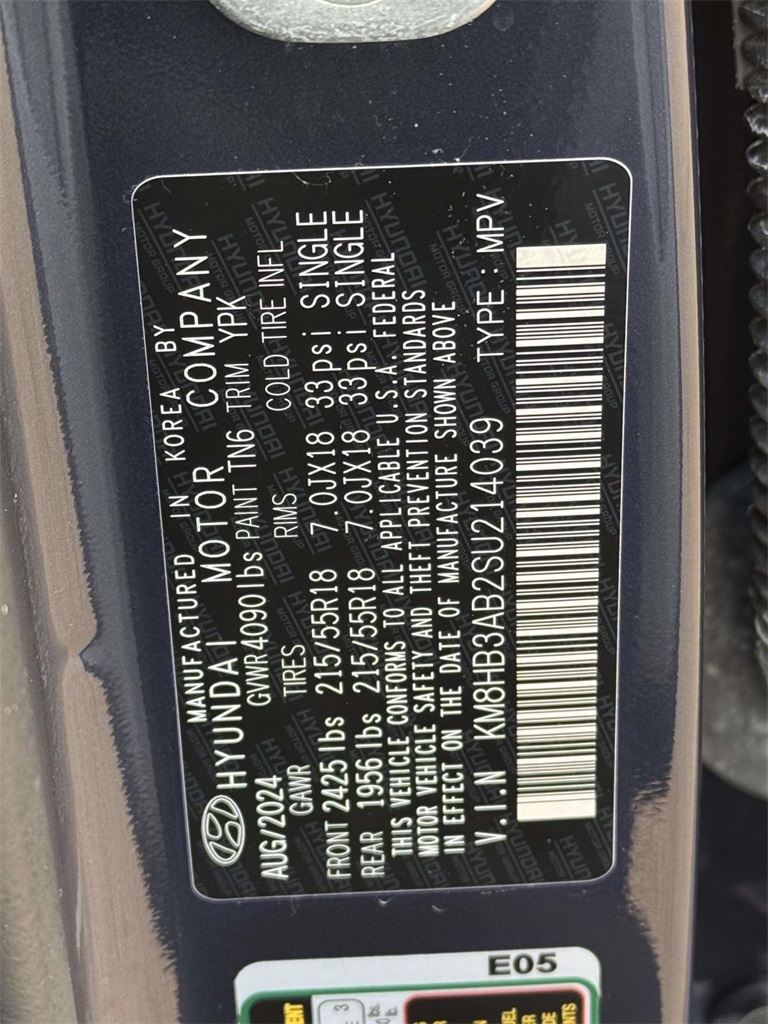 MANUFACTURED IN KOREA BY
HYUNDAI MOTOR COMPANY
AUG/2024 GVWR 4090 lbs PAINT TN6 TRIM YPK
GAWR TIRES RIMS COLD TIRE INFL
FRONT 2425 lbs 215/55R18 7.0JX18 33psi SINGLE
REAR 1956 lbs 215/55R18 7.0JX18 33psi SINGLE
THIS VEHICLE CONFORMS TO ALL APPLICABLE U.S.A. FEDERAL
MOTOR VEHICLE SAFETY AND THEFT PREVENTION STANDARDS
IN EFFECT ON THE DATE OF MANUFACTURE SHOWN ABOVE
V.I.N KM8HB3AB2SU214039 TYPE : MPV
E05